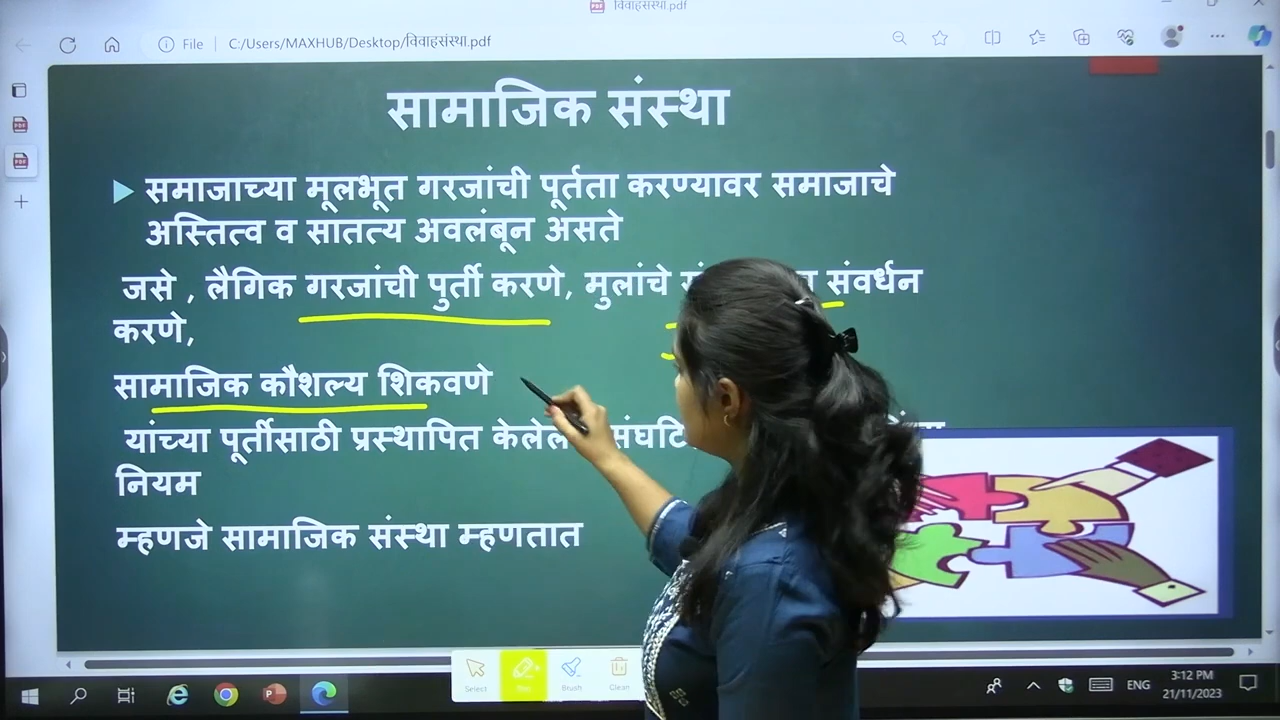 विवाहसंस्था.pdf
File C:/Users/MAXHUB/Desktop/विवाहसंस्था.pdf
सामाजिक संस्था
समाजाच्या मूलभूत गरजांची पूर्तता करण्यावर समाजाचे
अस्तित्व व सातत्य अवलंबून असते
जसे , लैगिक गरजांची पुर्ती करणे, मुलांचे संवर्धन
करणे,
सामाजिक कौशल्य शिकवणे
यांच्या पूर्तीसाठी प्रस्थापित
नियम
म्हणजे सामाजिक संस्था म्हणतात
Select
Pen
Brush
Clean
ENG
3:12 PM
21/11/2023